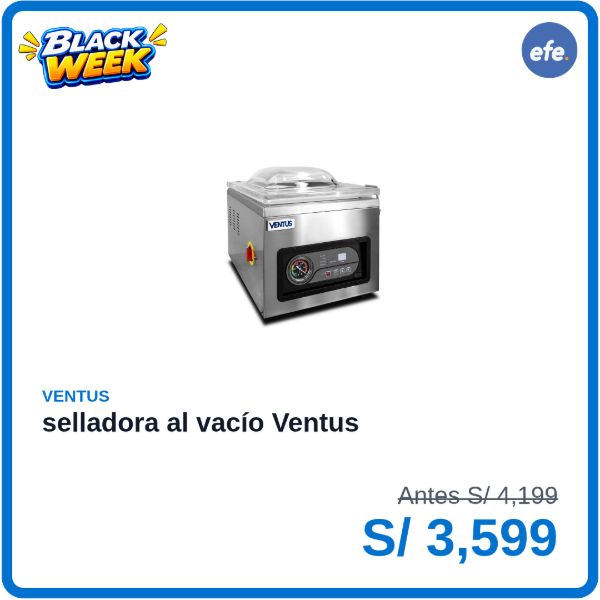 BLACK
WEEK
efe.
VENTUS
VENTUS
selladora al vacío Ventus
Antes S/ 4,199
S/ 3,599